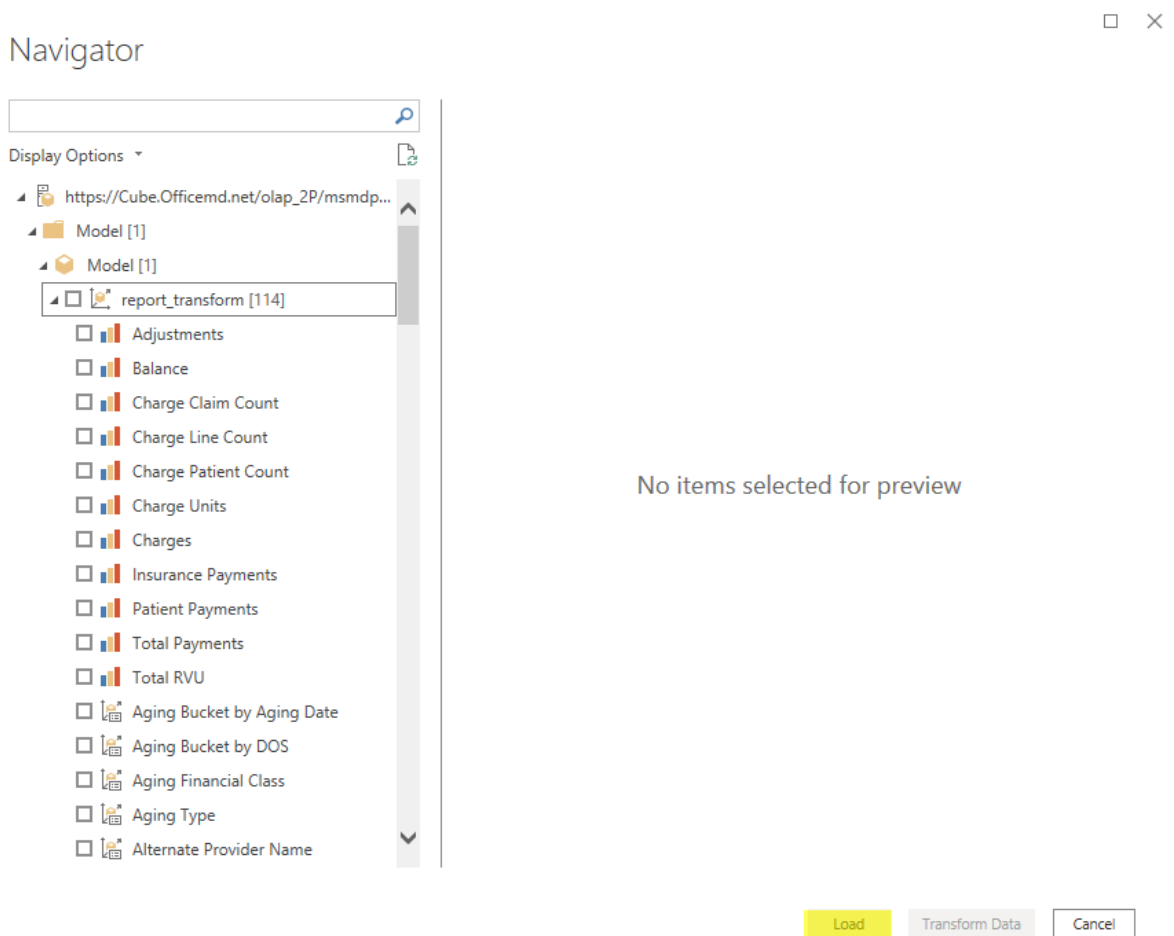 Navigator
Display Options
https://Cube.Officemd.net/olap_2P/msmdp...
Model [1]
Model [1]
report_transform [114]
Adjustments
Balance
Charge Claim Count
Charge Line Count
Charge Patient Count
Charge Units
Charges
Insurance Payments
Patient Payments
Total Payments
Total RVU
Aging Bucket by Aging Date
Aging Bucket by DOS
Aging Financial Class
Aging Type
Alternate Provider Name
No items selected for preview
Load Transform Data Cancel